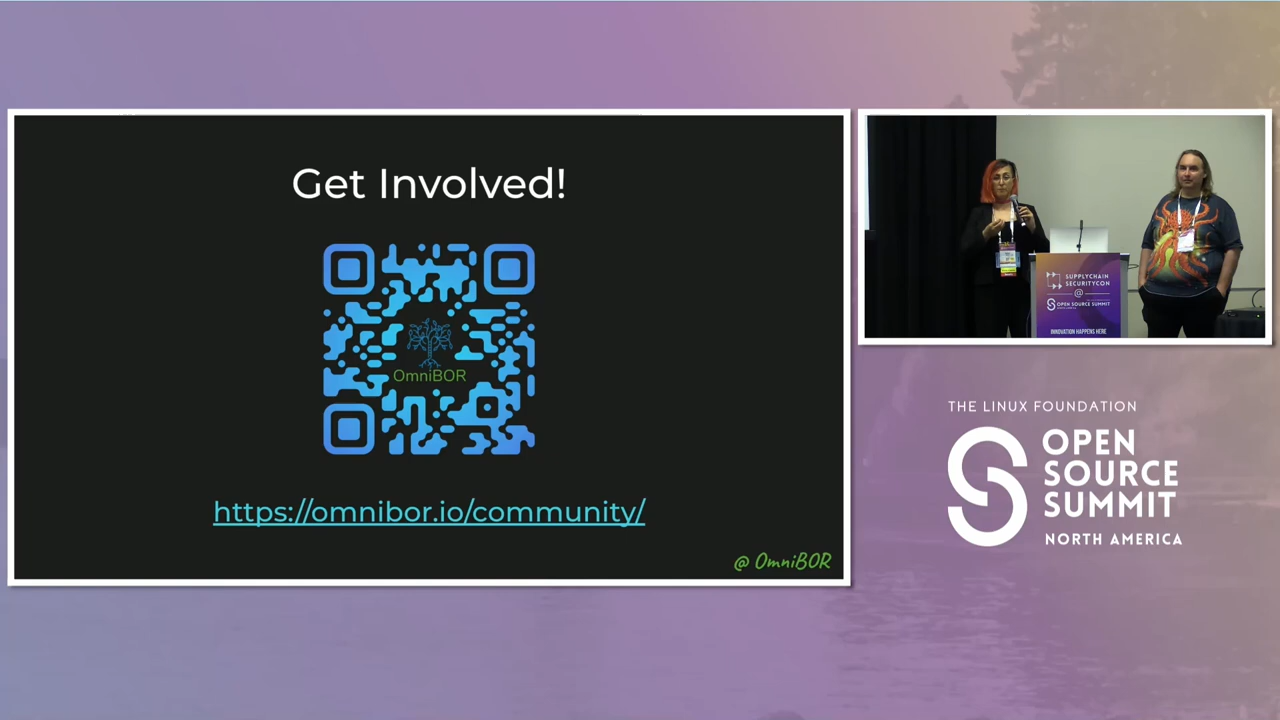 Get Involved!
OmniBOR
https://omnibor.io/community/
@ OmniBOR
SUPPLYCHAIN
SECURITYCON
@
OPEN SOURCE SUMMIT
INNOVATION HAPPENS HERE
THE LINUX FOUNDATION
OPEN
SOURCE
SUMMIT
NORTH AMERICA